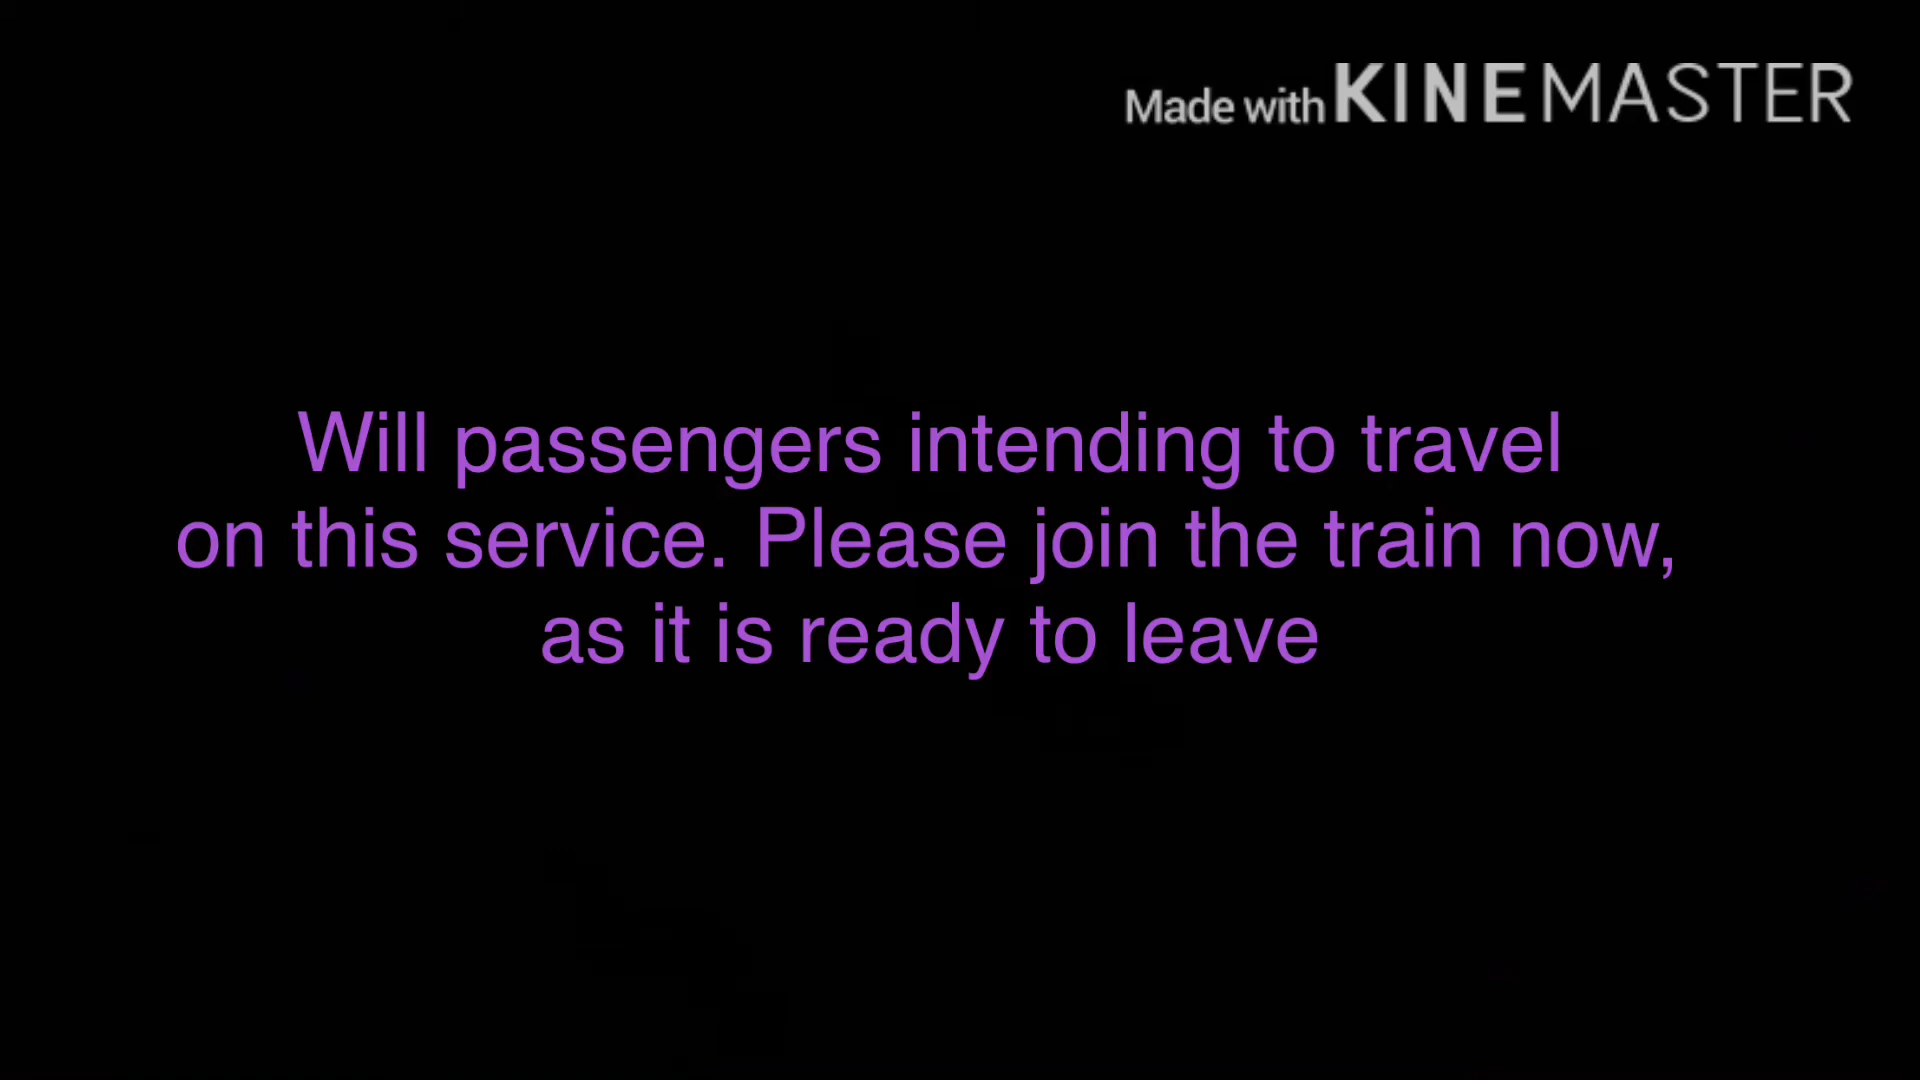 Made with KINEMASTER
Will passengers intending to travel
on this service. Please join the train now,
as it is ready to leave